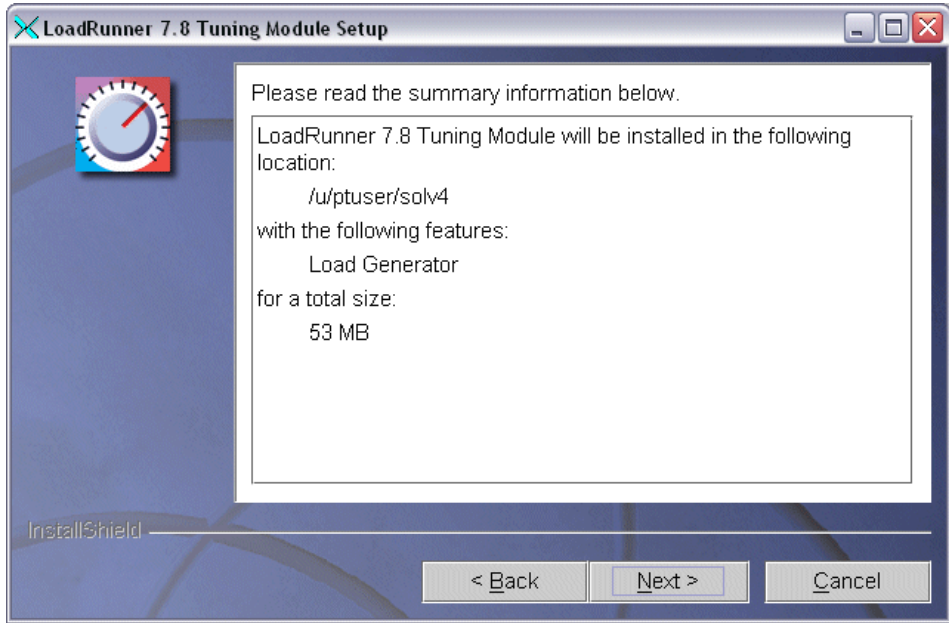 LoadRunner 7.8 Tuning Module Setup
Please read the summary information below.
LoadRunner 7.8 Tuning Module will be installed in the following
location:
/u/ptuser/solv4
with the following features:
Load Generator
for a total size:
53 MB
InstallShield
< Back
Next >
Cancel